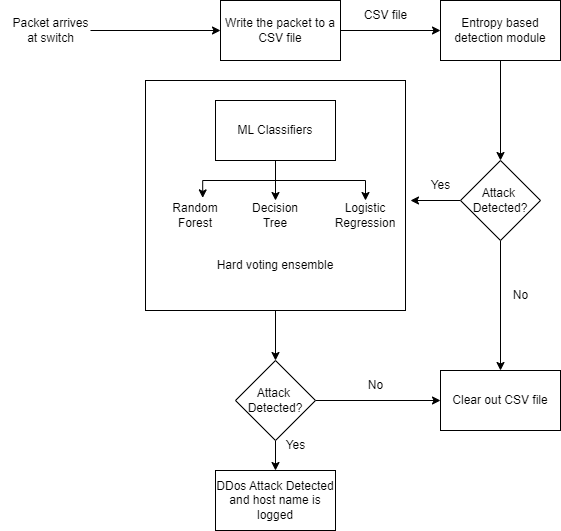 Packet arrives
at switch
Write the packet to a
CSV file
CSV file
Entropy based
detection module
ML Classifiers
Random
Forest
Decision
Tree
Logistic
Regression
Hard voting ensemble
Yes
Attack
Detected?
No
Attack
Detected?
No
Clear out CSV file
Yes
DDos Attack Detected
and host name is
logged